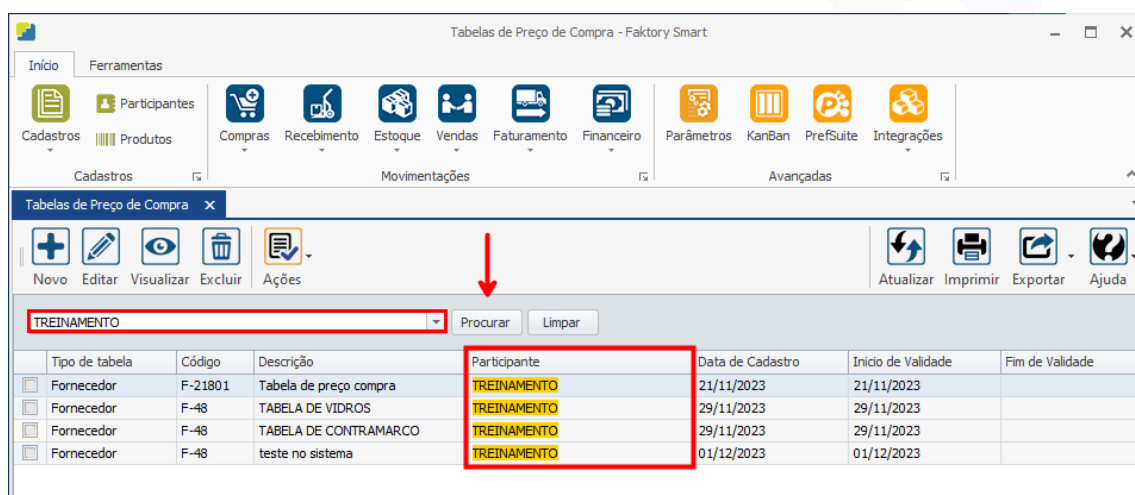 Tabelas de Preço de Compra - Faktory Smart
Início Ferramentas
Participantes
Produtos
Cadastros Compras Recebimento Estoque Vendas Faturamento Financeiro Parâmetros KanBan PrefSuite Integrações
Cadastros Movimentações Avançadas
Tabelas de Preço de Compra X
Novo Editar Visualizar Excluir Ações Atualizar Imprimir Exportar Ajuda
TREINAMENTO Procurar Limpar
Tipo de tabela Código Descrição Participante Data de Cadastro Inicio de Validade Fim de Validade
Fornecedor F-21801 Tabela de preço compra TREINAMENTO 21/11/2023 21/11/2023
Fornecedor F-48 TABELA DE VIDROS TREINAMENTO 29/11/2023 29/11/2023
Fornecedor F-48 TABELA DE CONTRAMARCO TREINAMENTO 29/11/2023 29/11/2023
Fornecedor F-48 teste no sistema TREINAMENTO 01/12/2023 01/12/2023